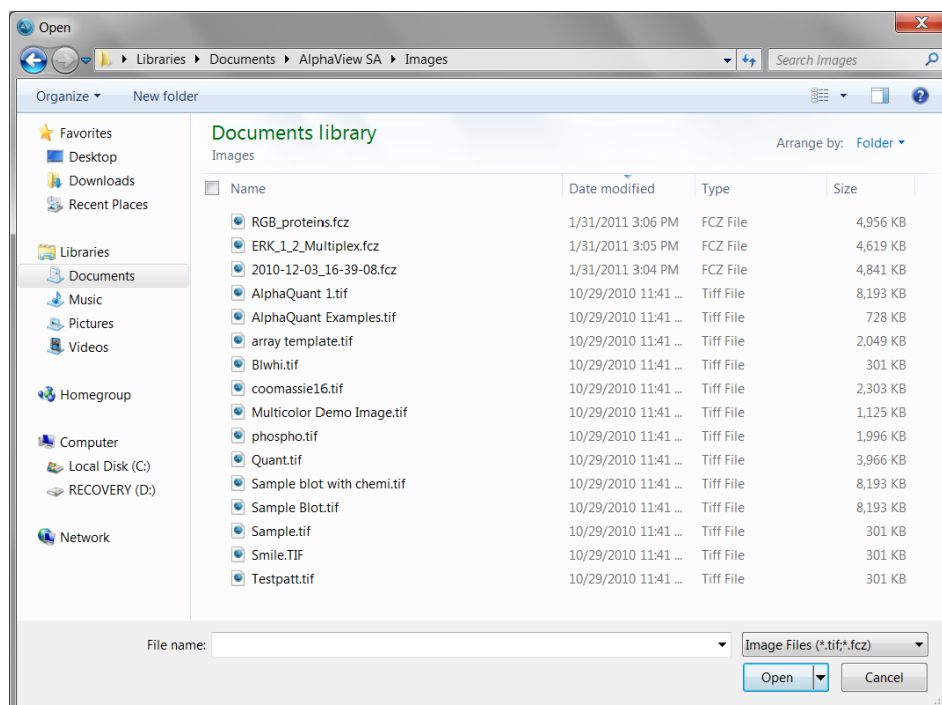 Open
Libraries Documents AlphaView SA Images Search Images
Organize New folder
Favorites
Desktop
Downloads
Recent Places
Libraries
Documents
Music
Pictures
Videos
Homegroup
Computer
Local Disk (C:)
RECOVERY (D:)
Network
Documents library
Images
Arrange by: Folder
Name Date modified Type Size
RGB_proteins.fcz 1/31/2011 3:06 PM FCZ File 4,956 KB
ERK_1_2_Multiplex.fcz 1/31/2011 3:05 PM FCZ File 4,619 KB
2010-12-03_16-39-08.fcz 1/31/2011 3:04 PM FCZ File 4,841 KB
AlphaQuant 1.tif 10/29/2010 11:41 ... Tiff File 8,193 KB
AlphaQuant Examples.tif 10/29/2010 11:41 ... Tiff File 728 KB
array template.tif 10/29/2010 11:41 ... Tiff File 2,049 KB
Blwhi.tif 10/29/2010 11:41 ... Tiff File 301 KB
coomassie16.tif 10/29/2010 11:41 ... Tiff File 2,303 KB
Multicolor Demo Image.tif 10/29/2010 11:41 ... Tiff File 1,125 KB
phospho.tif 10/29/2010 11:41 ... Tiff File 1,996 KB
Quant.tif 10/29/2010 11:41 ... Tiff File 3,966 KB
Sample blot with chemi.tif 10/29/2010 11:41 ... Tiff File 8,193 KB
Sample Blot.tif 10/29/2010 11:41 ... Tiff File 8,193 KB
Sample.tif 10/29/2010 11:41 ... Tiff File 301 KB
Smile.TIF 10/29/2010 11:41 ... Tiff File 301 KB
Testpatt.tif 10/29/2010 11:41 ... Tiff File 301 KB
File name: Image Files (*.tif;*.fcz)
Open Cancel